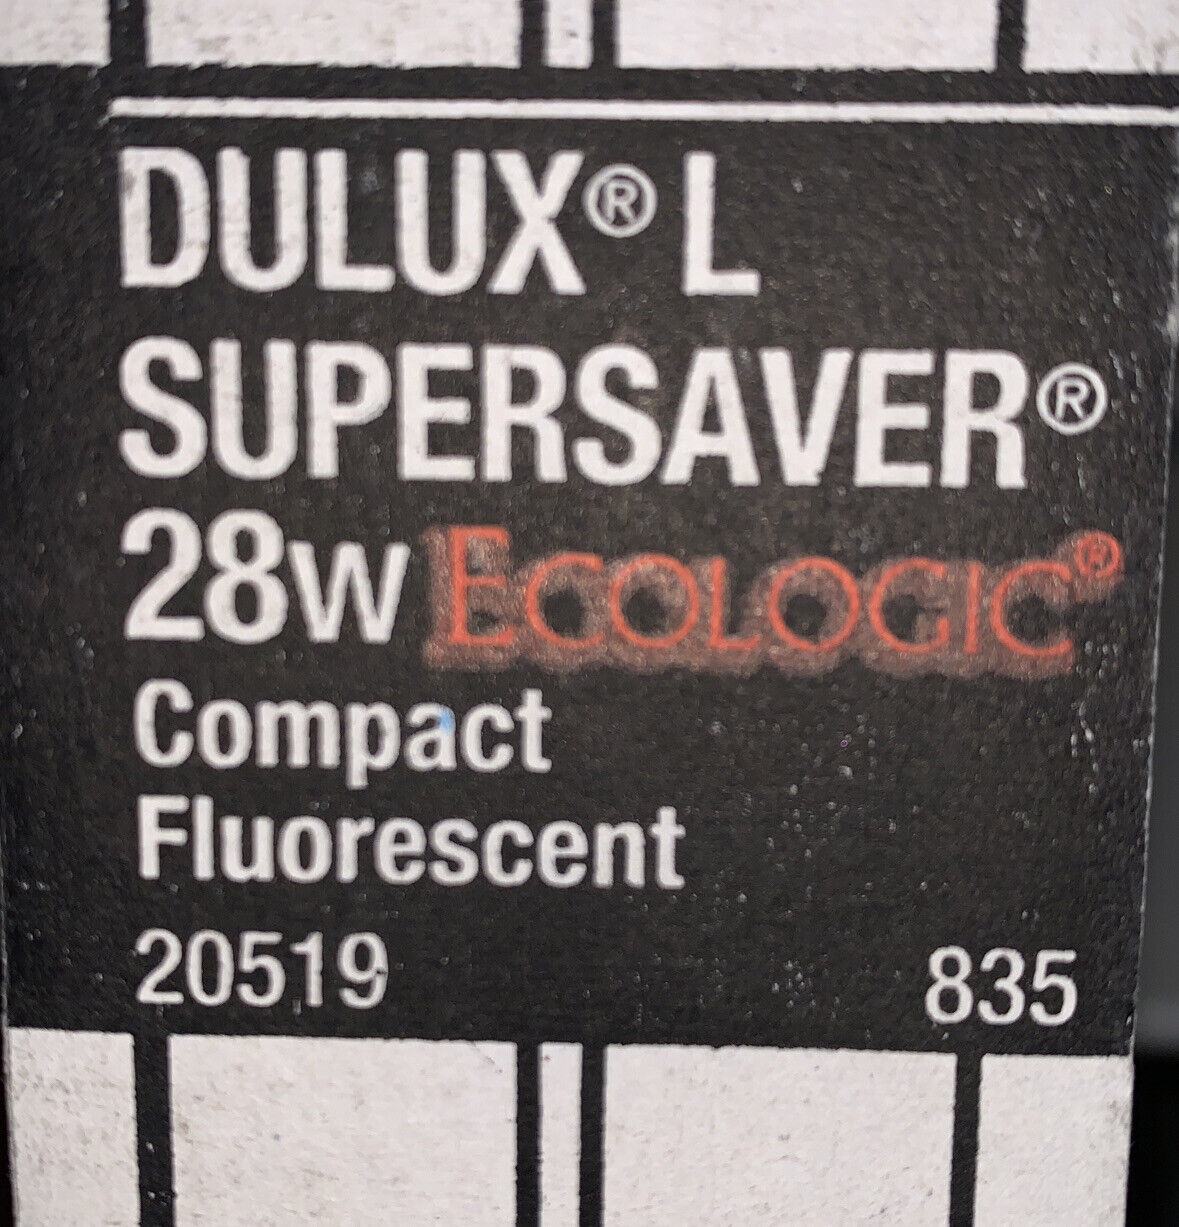 DULUX® L
SUPERSAVER®
28W ECOLOGIC®
Compact
Fluorescent
20519 835